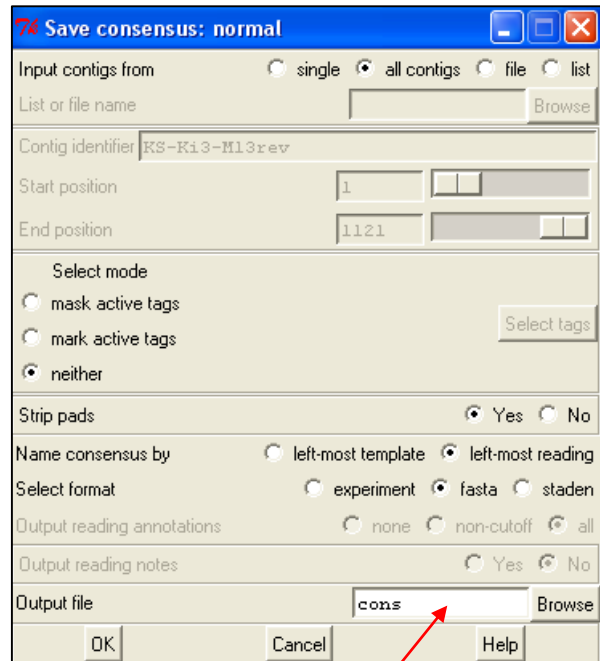 Save consensus: normal
Input contigs from single all contigs file list
List or file name Browse
Contig identifier KS-Ki3-M13rev
Start position 1
End position 1121
Select mode
mask active tags
Select tags
mark active tags
neither
Strip pads Yes No
Name consensus by left-most template left-most reading
Select format experiment fasta staden
Output reading annotations none non-cutoff all
Output reading notes Yes No
Output file cons Browse
OK Cancel Help